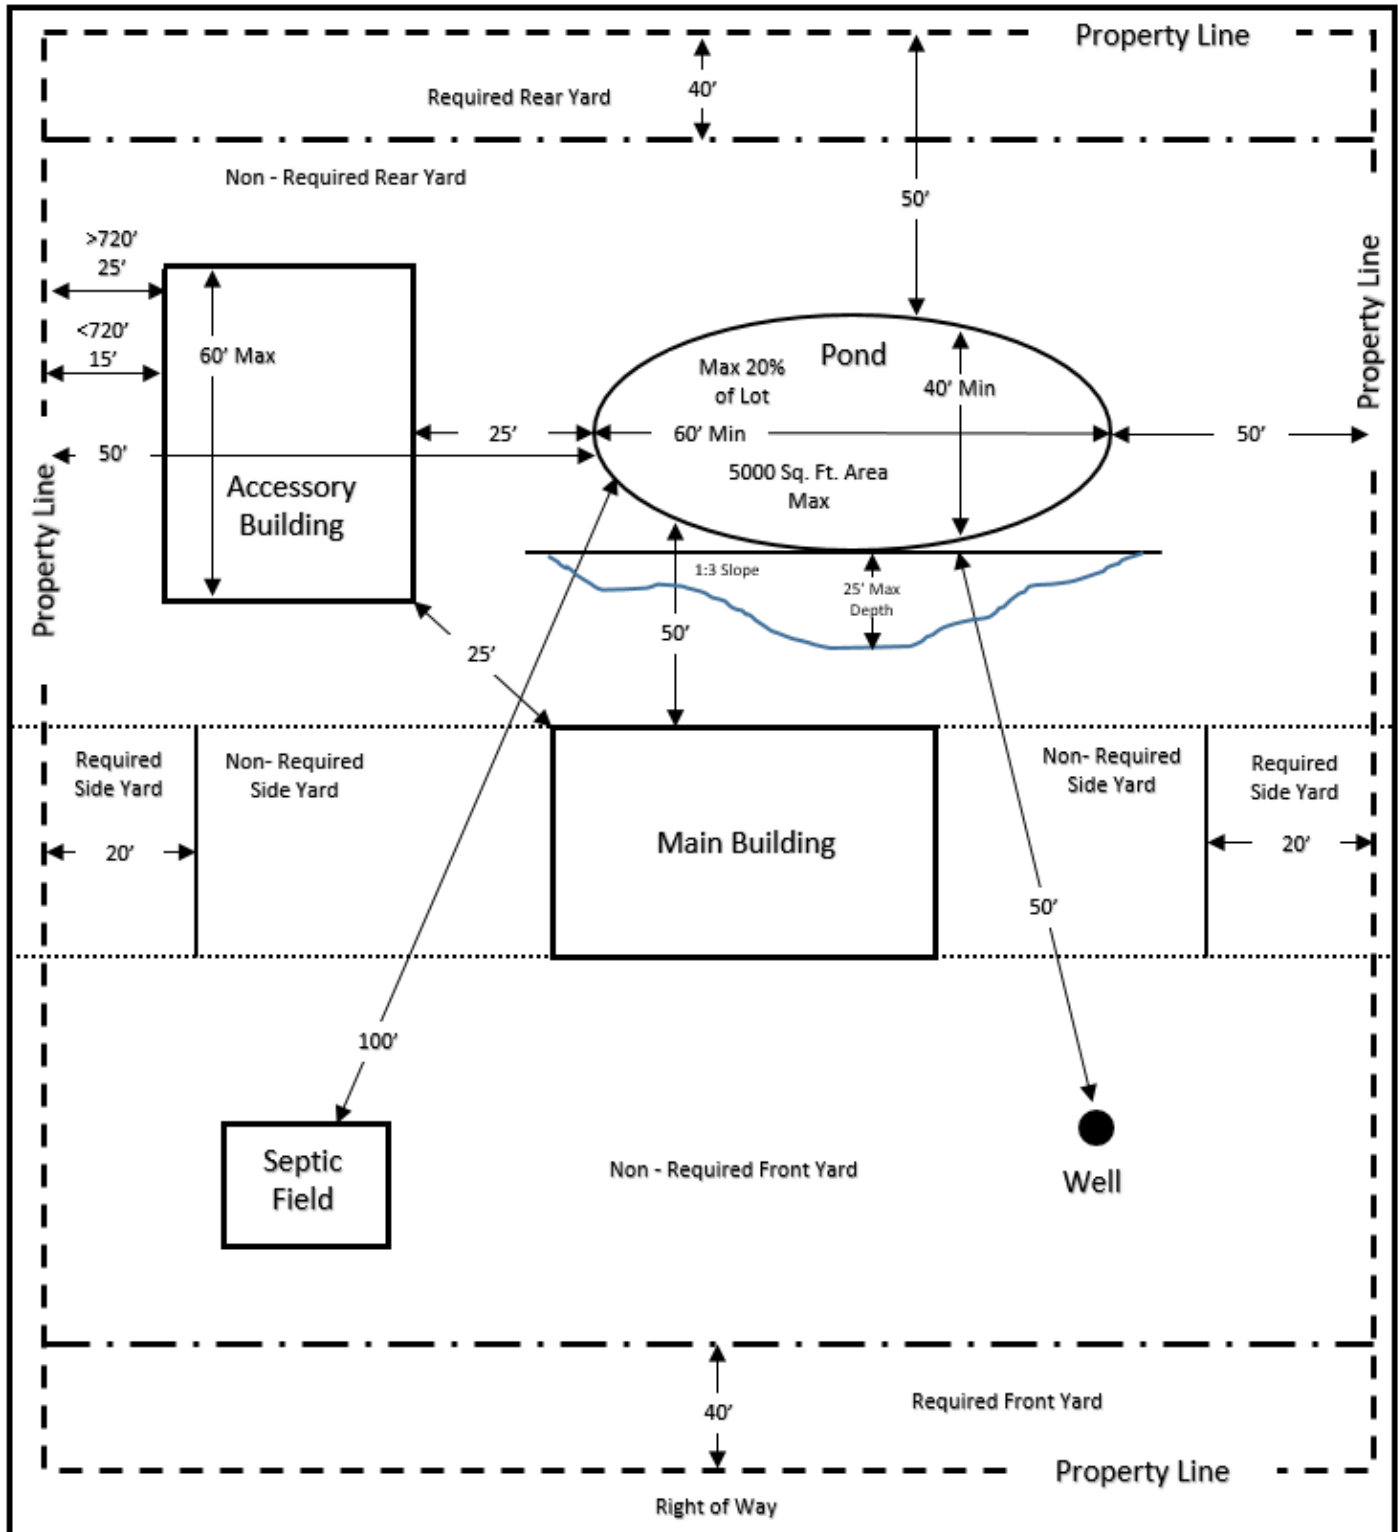 Property Line
40'
Required Rear Yard
Non - Required Rear Yard
50'
>720'
25'
<720'
15'
60' Max
Pond
Max 20%
of Lot
40' Min
Property Line
25'
60' Min
50'
50'
5000 Sq. Ft. Area
Max
Accessory
Building
Property Line
1:3 Slope
25' Max
Depth
50'
25'
Required
Side Yard
Non- Required
Side Yard
Non- Required
Side Yard
Required
Side Yard
Main Building
20'
20'
50'
100'
Septic
Field
Non - Required Front Yard
Well
40'
Required Front Yard
Property Line
Right of Way